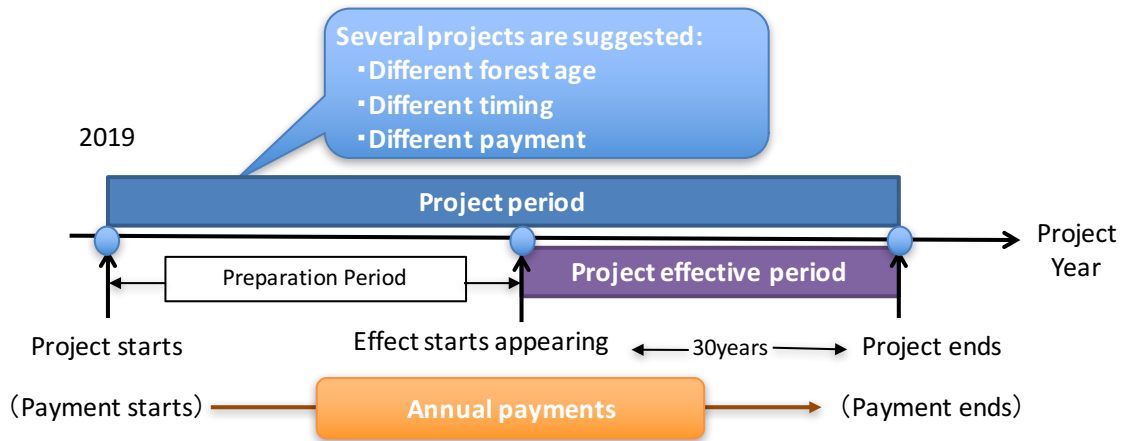 Several projects are suggested:
・Different forest age
・Different timing
・Different payment
2019
Project period
Project
Year
Preparation Period
Project effective period
Project starts
Effect starts appearing
30years
Project ends
(Payment starts)
Annual payments
(Payment ends)